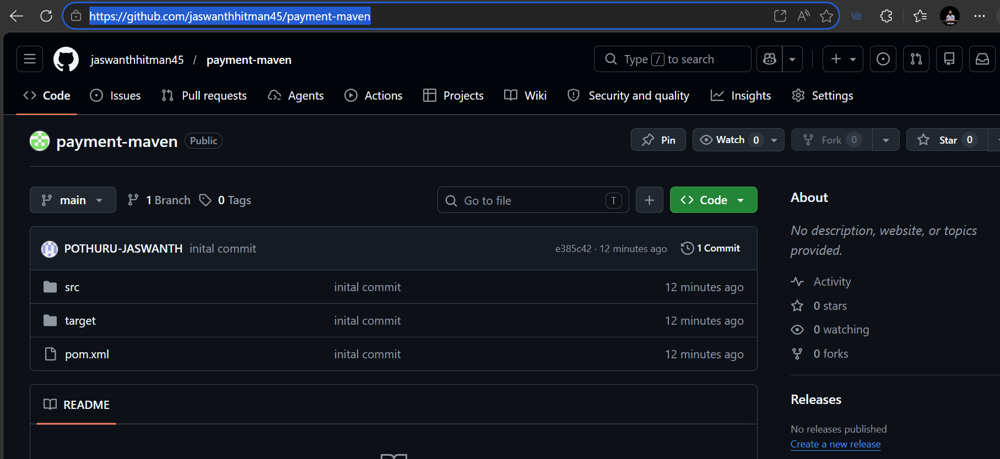 https://github.com/jaswanthhitman45/payment-maven
jaswanthhitman45 / payment-maven
Type / to search
Code Issues Pull requests Agents Actions Projects Wiki Security and quality Insights Settings
payment-maven Public
Pin Watch 0 Fork 0 Star 0
main 1 Branch 0 Tags Go to file T + Code
POTHURU-JASWANTH inital commit e385c42 · 12 minutes ago 1 Commit
src inital commit 12 minutes ago
target inital commit 12 minutes ago
pom.xml inital commit 12 minutes ago
README
About
No description, website, or topics
provided.
Activity
0 stars
0 watching
0 forks
Releases
No releases published
Create a new release